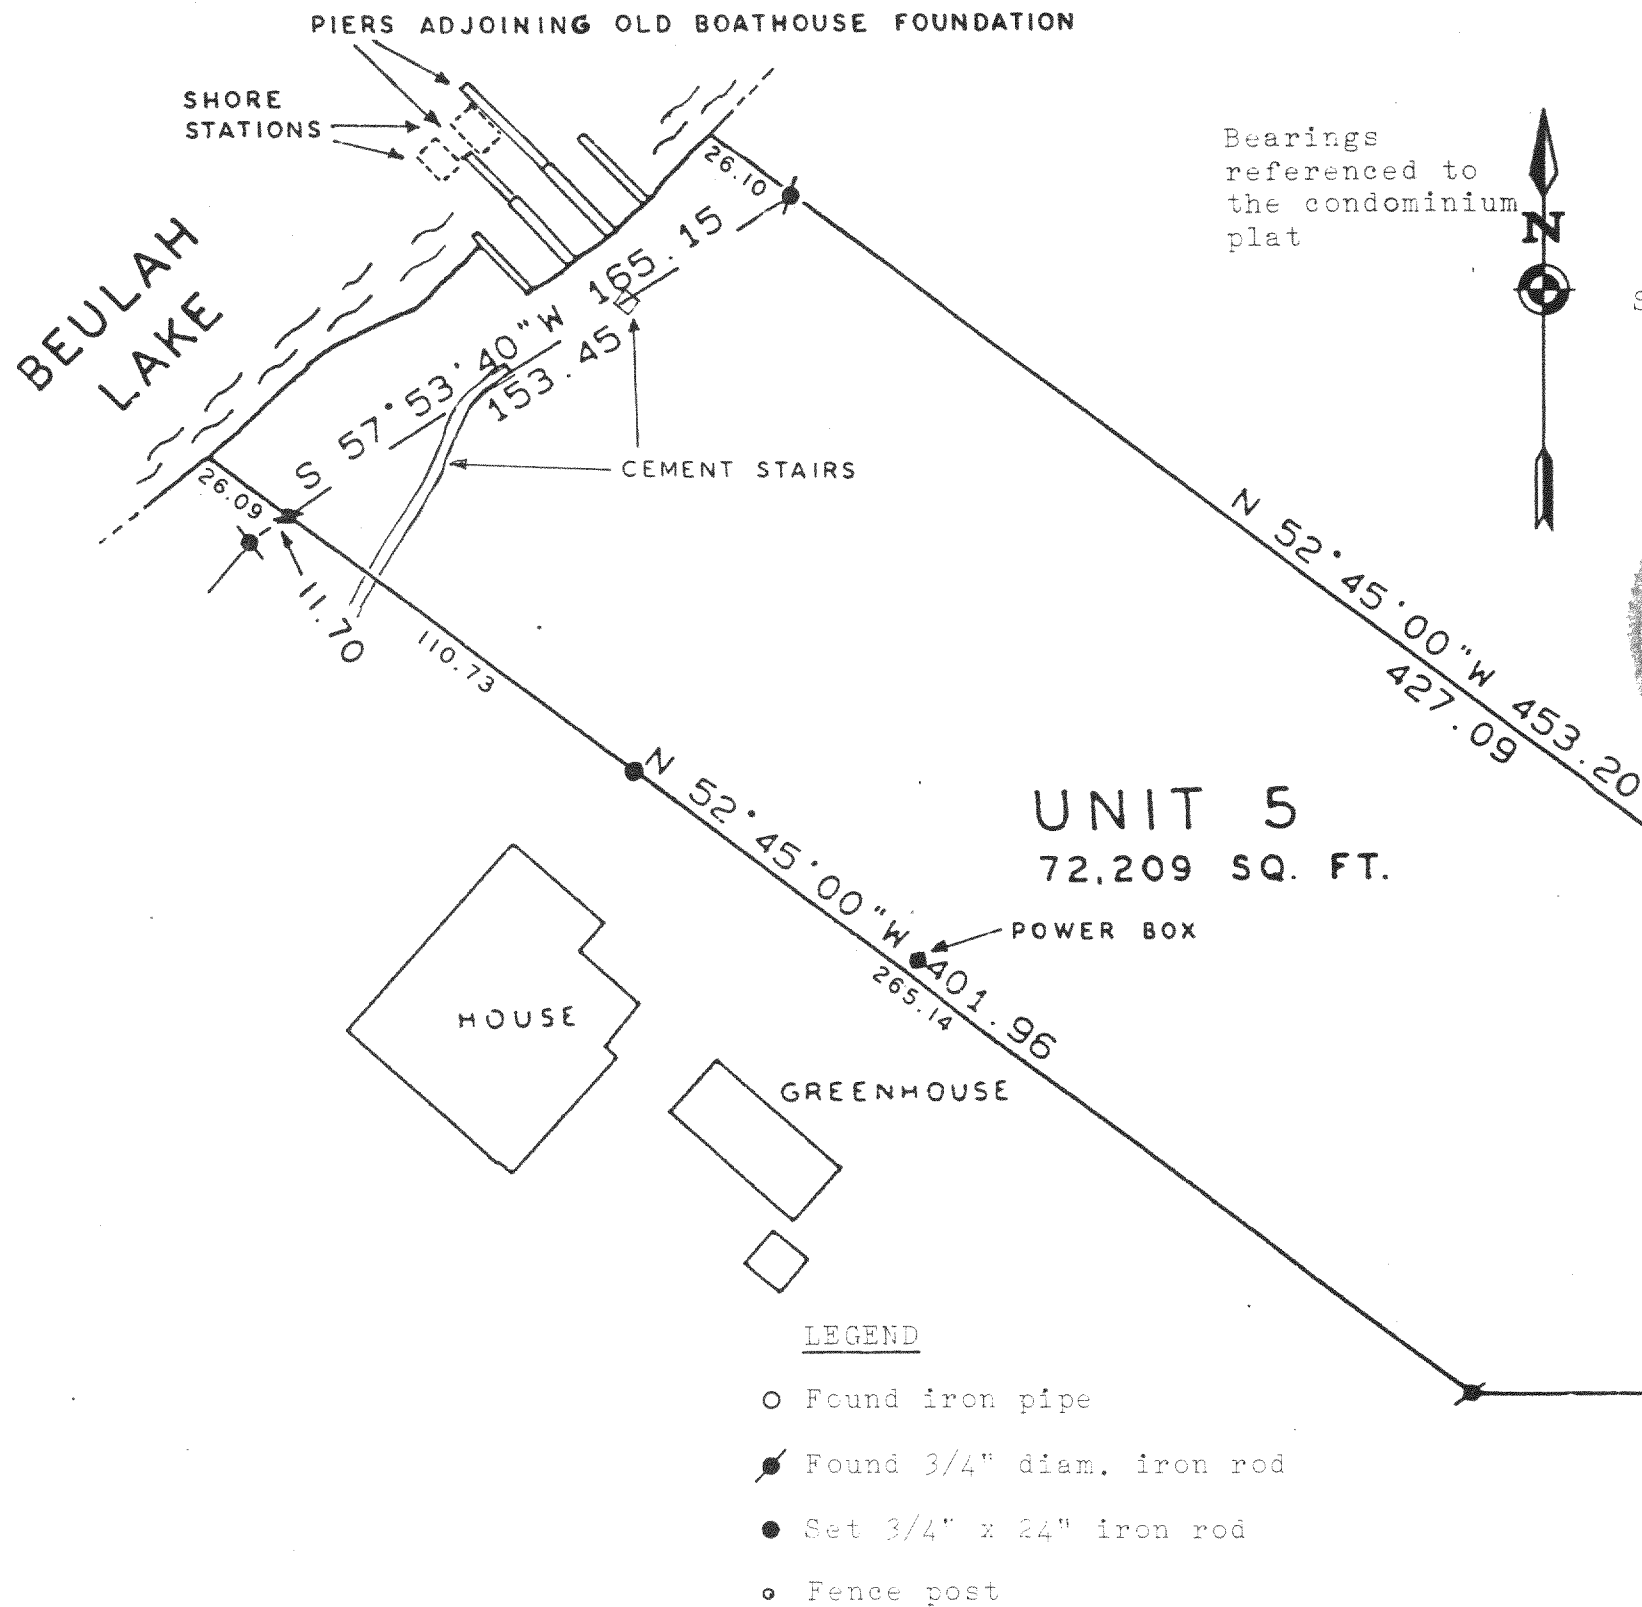 PIERS ADJOINING OLD BOATHOUSE FOUNDATION
SHORE
STATIONS
BEULAH
LAKE
26.10
Bearings
referenced to
the condominium
plat
N
S 57°53'40"W 165.15
153.45
CEMENT STAIRS
26.09
11.70
110.73
N 52°45'00"W 453.20
427.09
N 52°45'00"W 401.96
265.14
UNIT 5
72,209 SQ. FT.
POWER BOX
HOUSE
GREENHOUSE
LEGEND
Found iron pipe
Found 3/4" diam. iron rod
Set 3/4" x 24" iron rod
Fence post